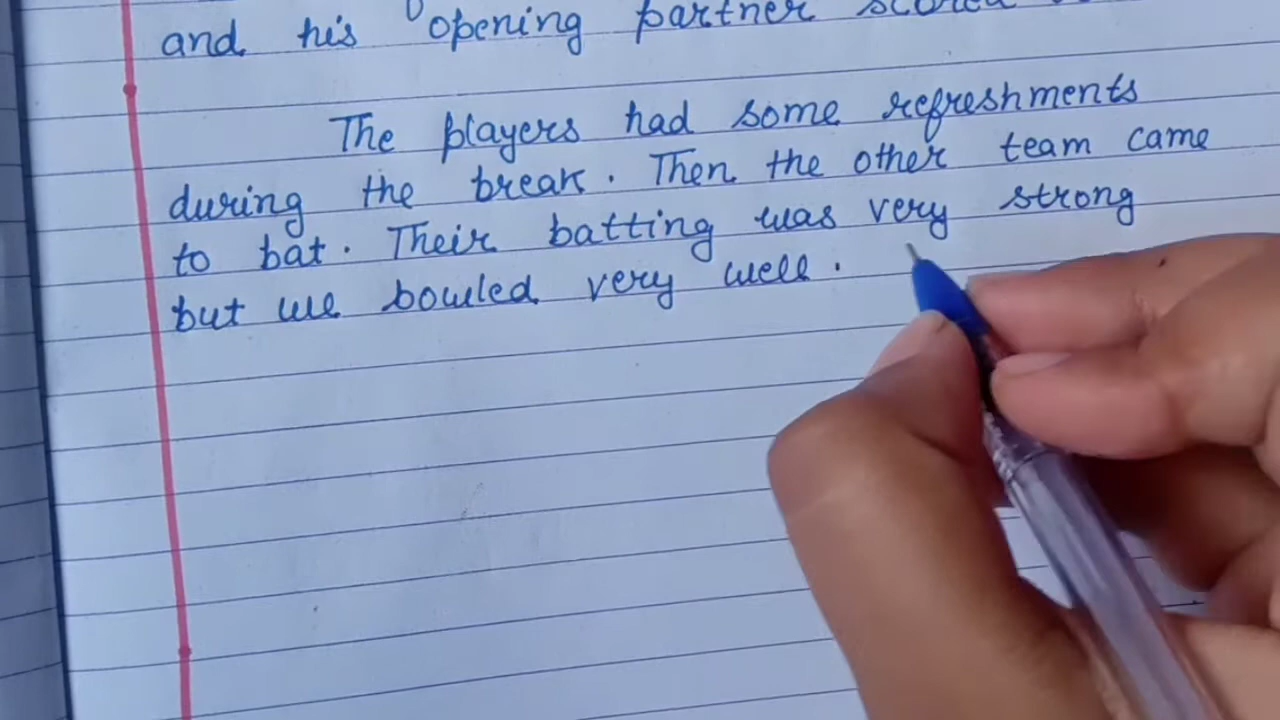 and his opening partner scored
The players had some refreshments
during the break. Then the other team came
to bat. Their batting was very strong
but we bowled very well.